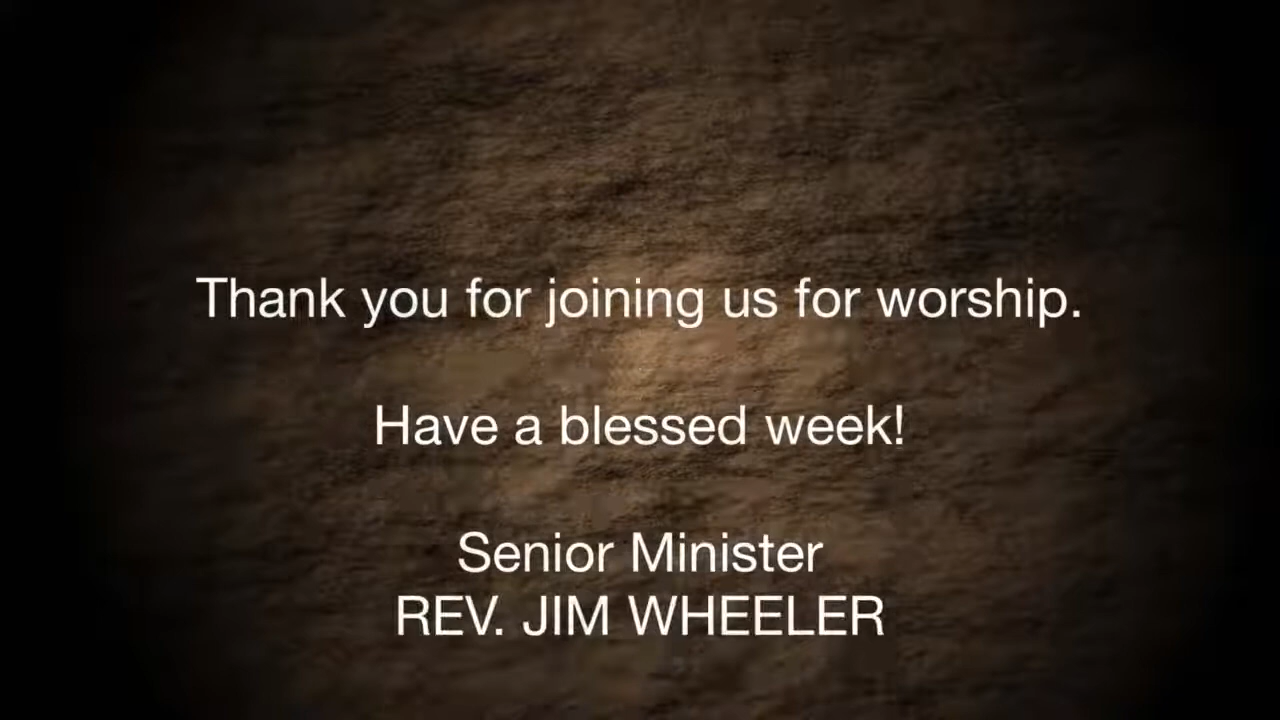 Thank you for joining us for worship.
Have a blessed week!
Senior Minister
REV. JIM WHEELER